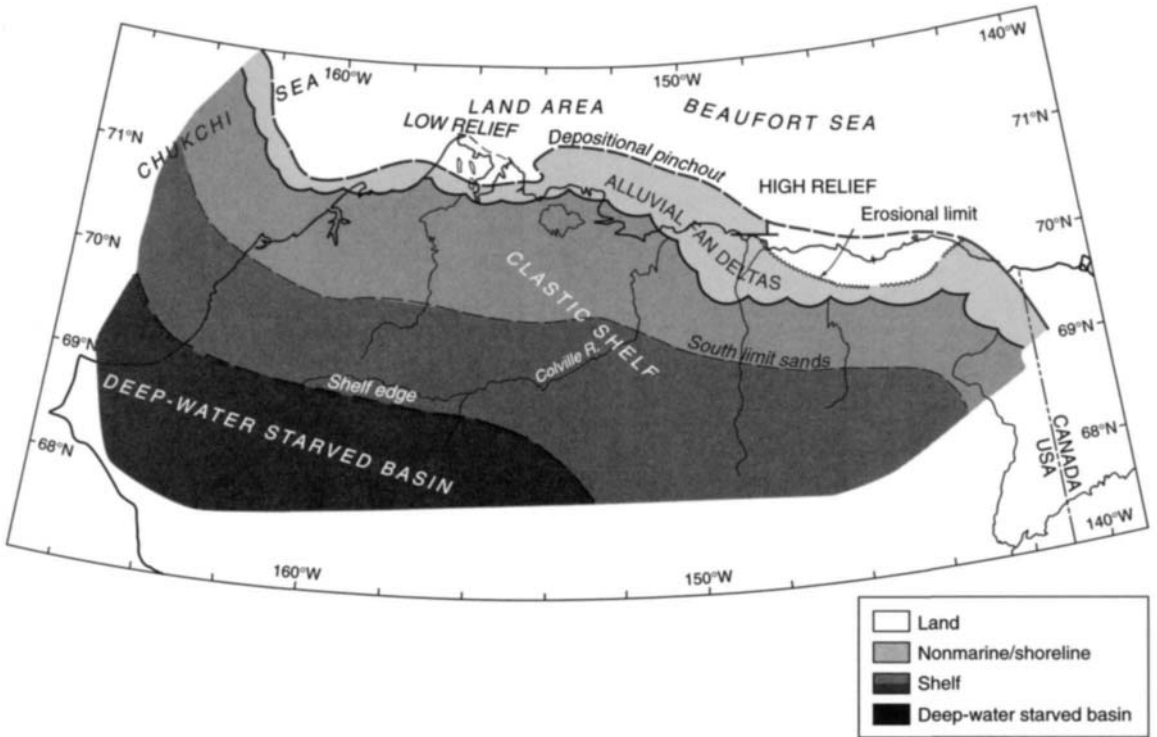 140°W
160°W
150°W
SEA
LAND AREA
BEAUFORT SEA
71°N
71°N
CHUKCHI
LOW RELIEF
Depositional pinchout
HIGH RELIEF
ALLUVIAL FAN DELTAS
Erosional limit
70°N
70°N
CLASTIC SHELF
69°N
69°N
South limit sands
Colville R.
Shelf edge
DEEP-WATER STARVED BASIN
68°N
68°N
CANADA
USA
140°W
160°W
150°W
Land
Nonmarine/shoreline
Shelf
Deep-water starved basin